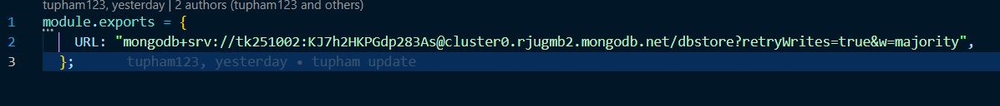 tupham123, yesterday | 2 authors (tupham123 and others)
1 module.exports = {
2 URL: "mongodb+srv://tk251002:KJ7h2HKPGdp283As@cluster0.rjugmb2.mongodb.net/dbstore?retryWrites=true&w=majority",
3 }; tupham123, yesterday • tupham update